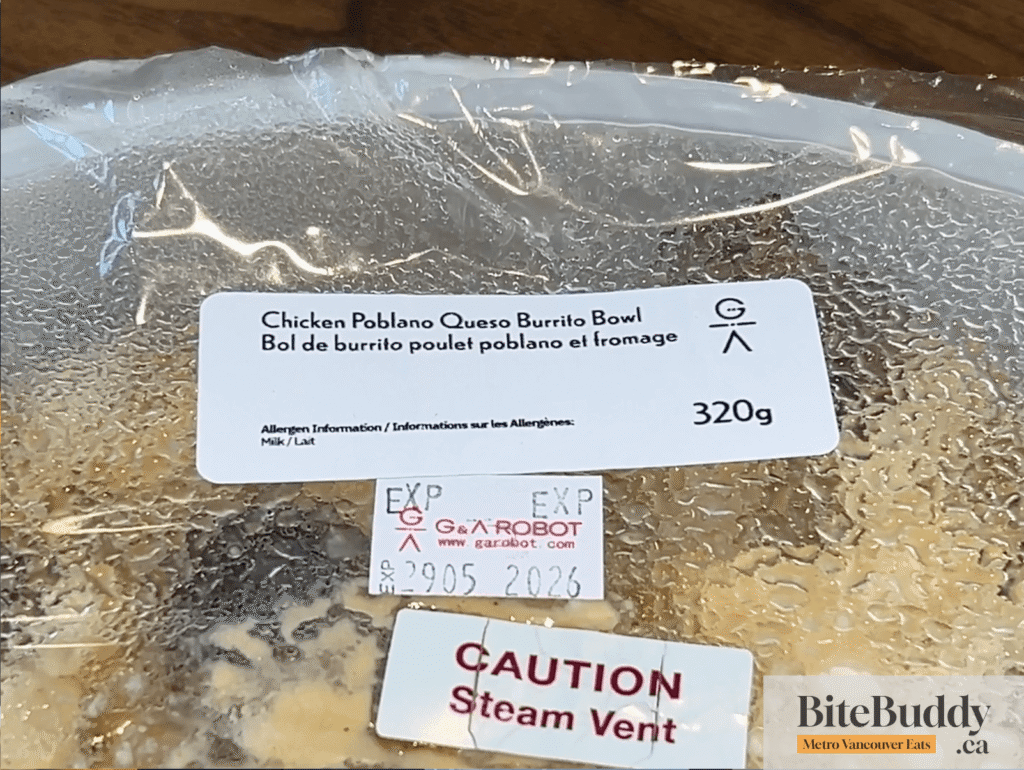 Chicken Poblano Queso Burrito Bowl
Bol de burrito poulet poblano et fromage
G
Λ
320g
Allergen Information / Informations sur les Allergènes:
Milk / Lait
EXP EXP
G&Λ ROBOT
www.garobot.com
EXP 2905 2026
CAUTION
Steam Vent
BiteBuddy
Metro Vancouver Eats
.ca